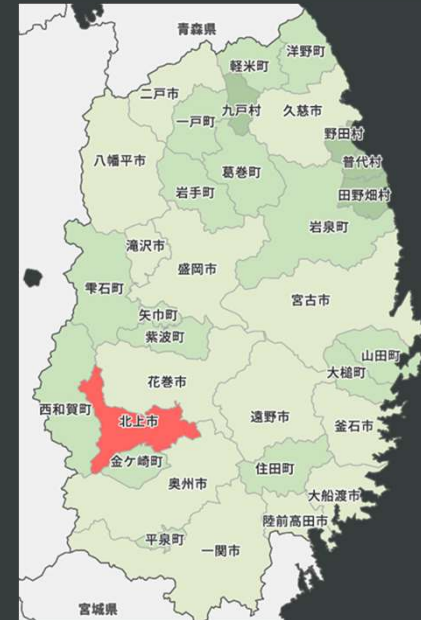 青森県
洋野町
軽米町
二戸市
九戸村
久慈市
一戸町
野田村
八幡平市
普代村
葛巻町
岩手町
田野畑村
岩泉町
滝沢市
盛岡市
雫石町
宮古市
矢巾町
紫波町
山田町
大槌町
花巻市
西和賀町
北上市
遠野市
釜石市
金ケ崎町
住田町
奥州市
大船渡市
陸前高田市
平泉町
一関市
宮城県